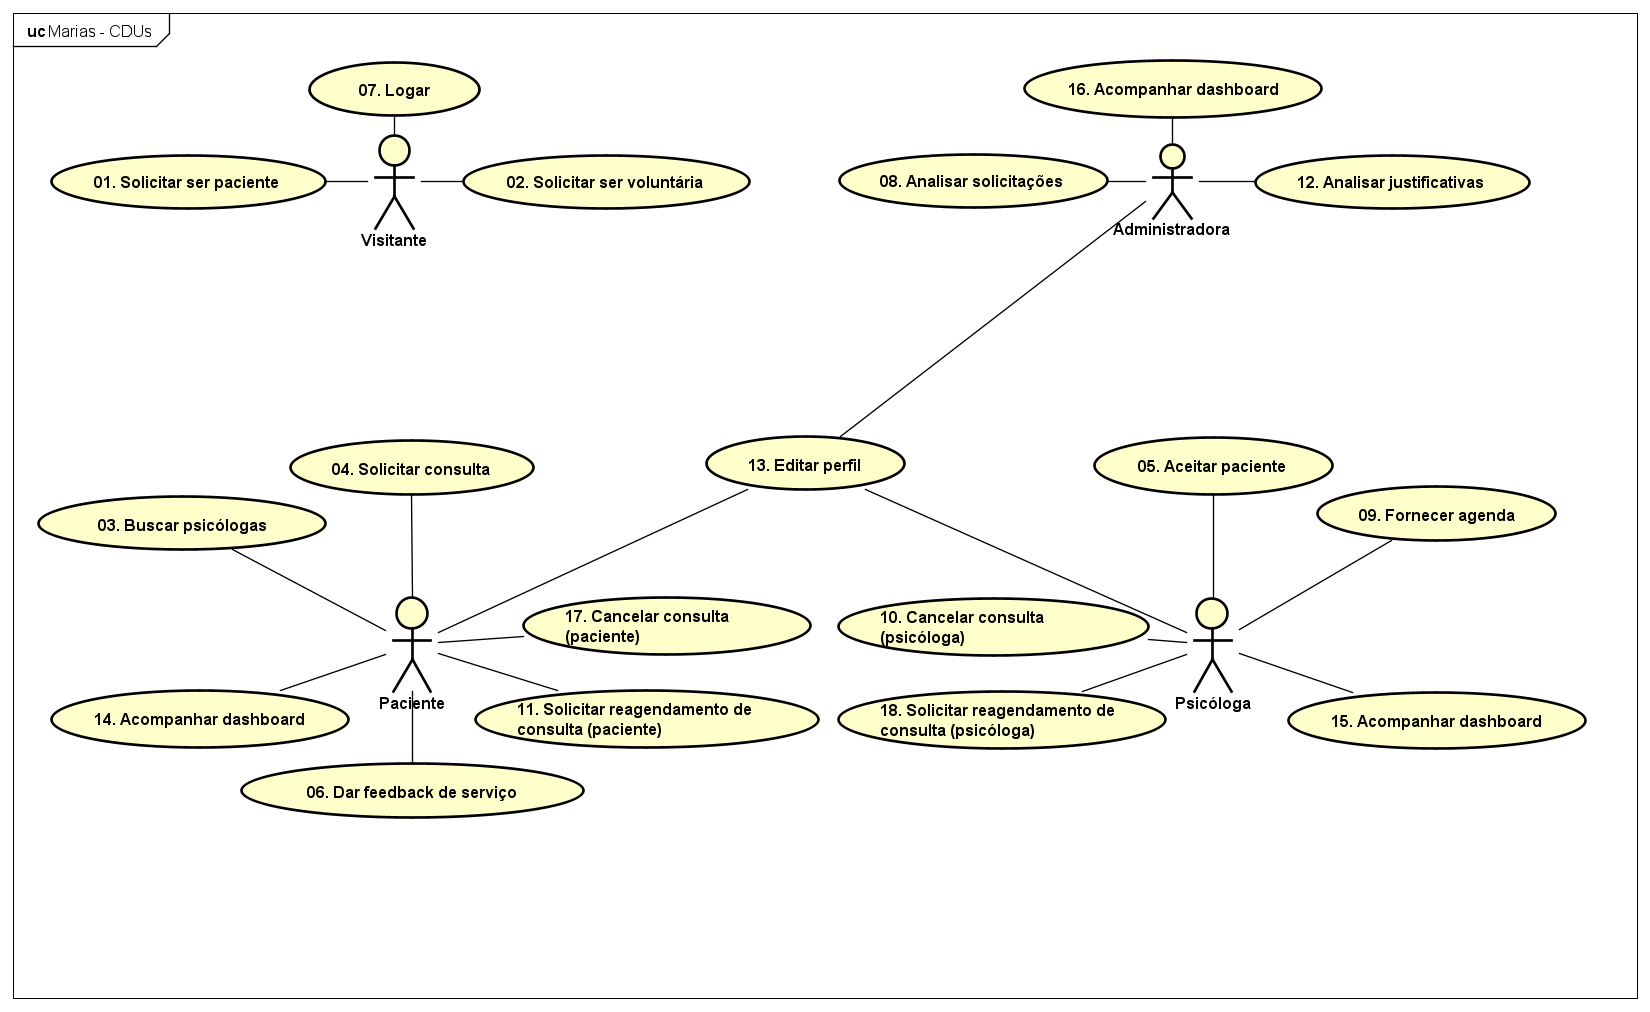 uc Marias - CDUs
07. Logar
16. Acompanhar dashboard
01. Solicitar ser paciente
02. Solicitar ser voluntária
08. Analisar solicitações
12. Analisar justificativas
Visitante
Administradora
04. Solicitar consulta
13. Editar perfil
05. Aceitar paciente
03. Buscar psicólogas
09. Fornecer agenda
17. Cancelar consulta
(paciente)
10. Cancelar consulta
(psicóloga)
Paciente
Psicóloga
14. Acompanhar dashboard
11. Solicitar reagendamento de
consulta (paciente)
18. Solicitar reagendamento de
consulta (psicóloga)
15. Acompanhar dashboard
06. Dar feedback de serviço